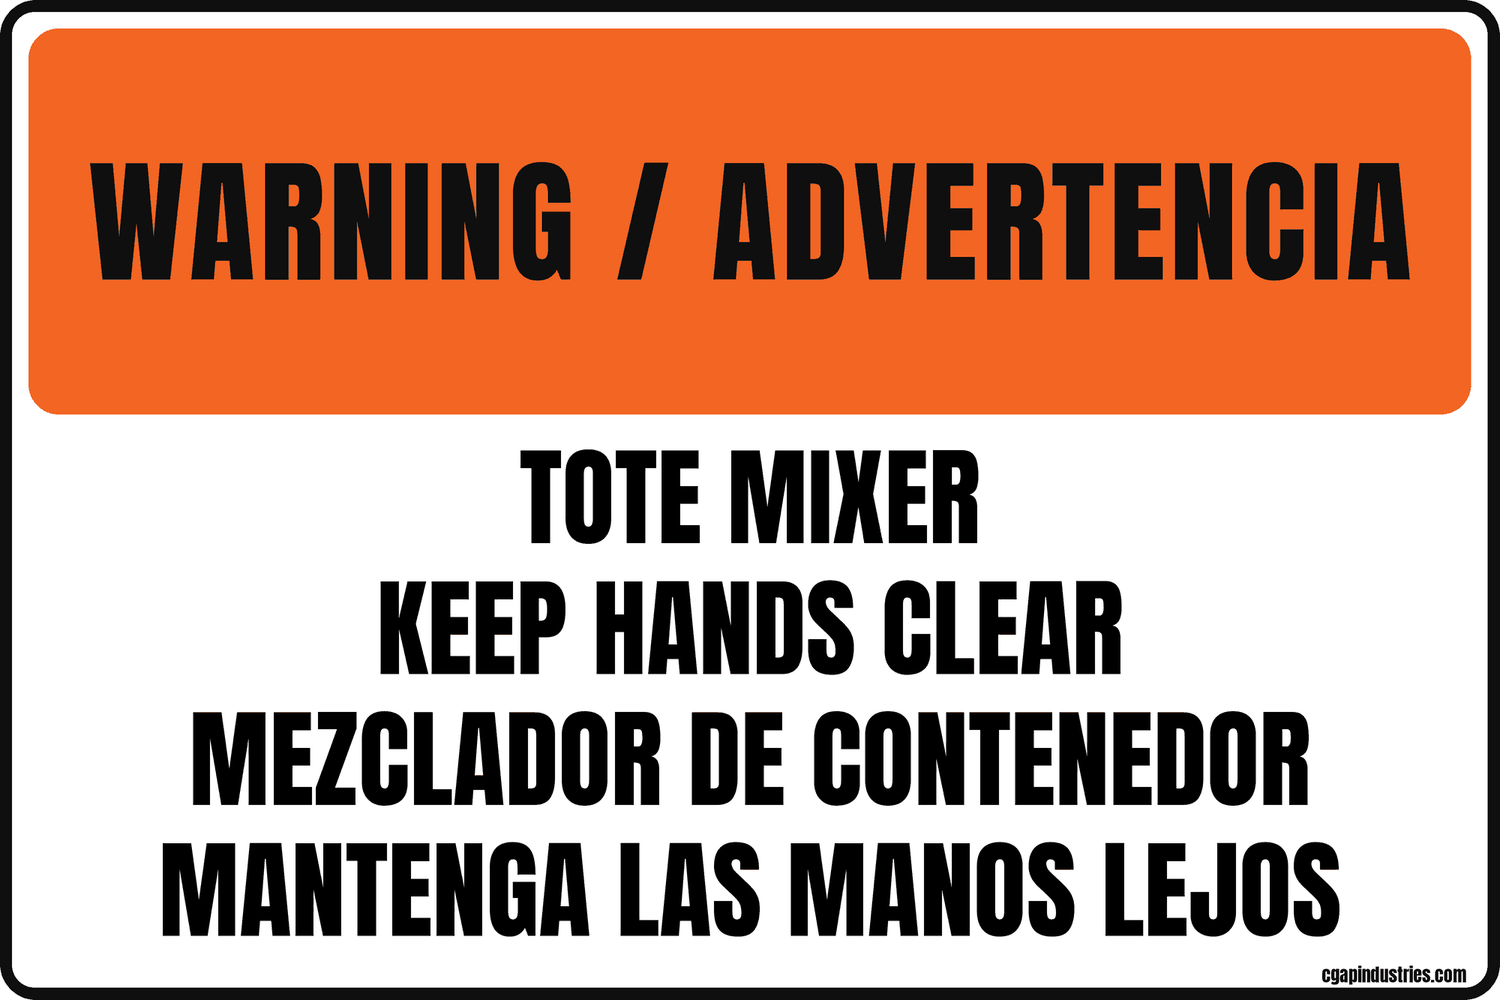 WARNING / ADVERTENCIA
TOTE MIXER
KEEP HANDS CLEAR
MEZCLADOR DE CONTENEDOR
MANTENGA LAS MANOS LEJOS
cgapindustries.com